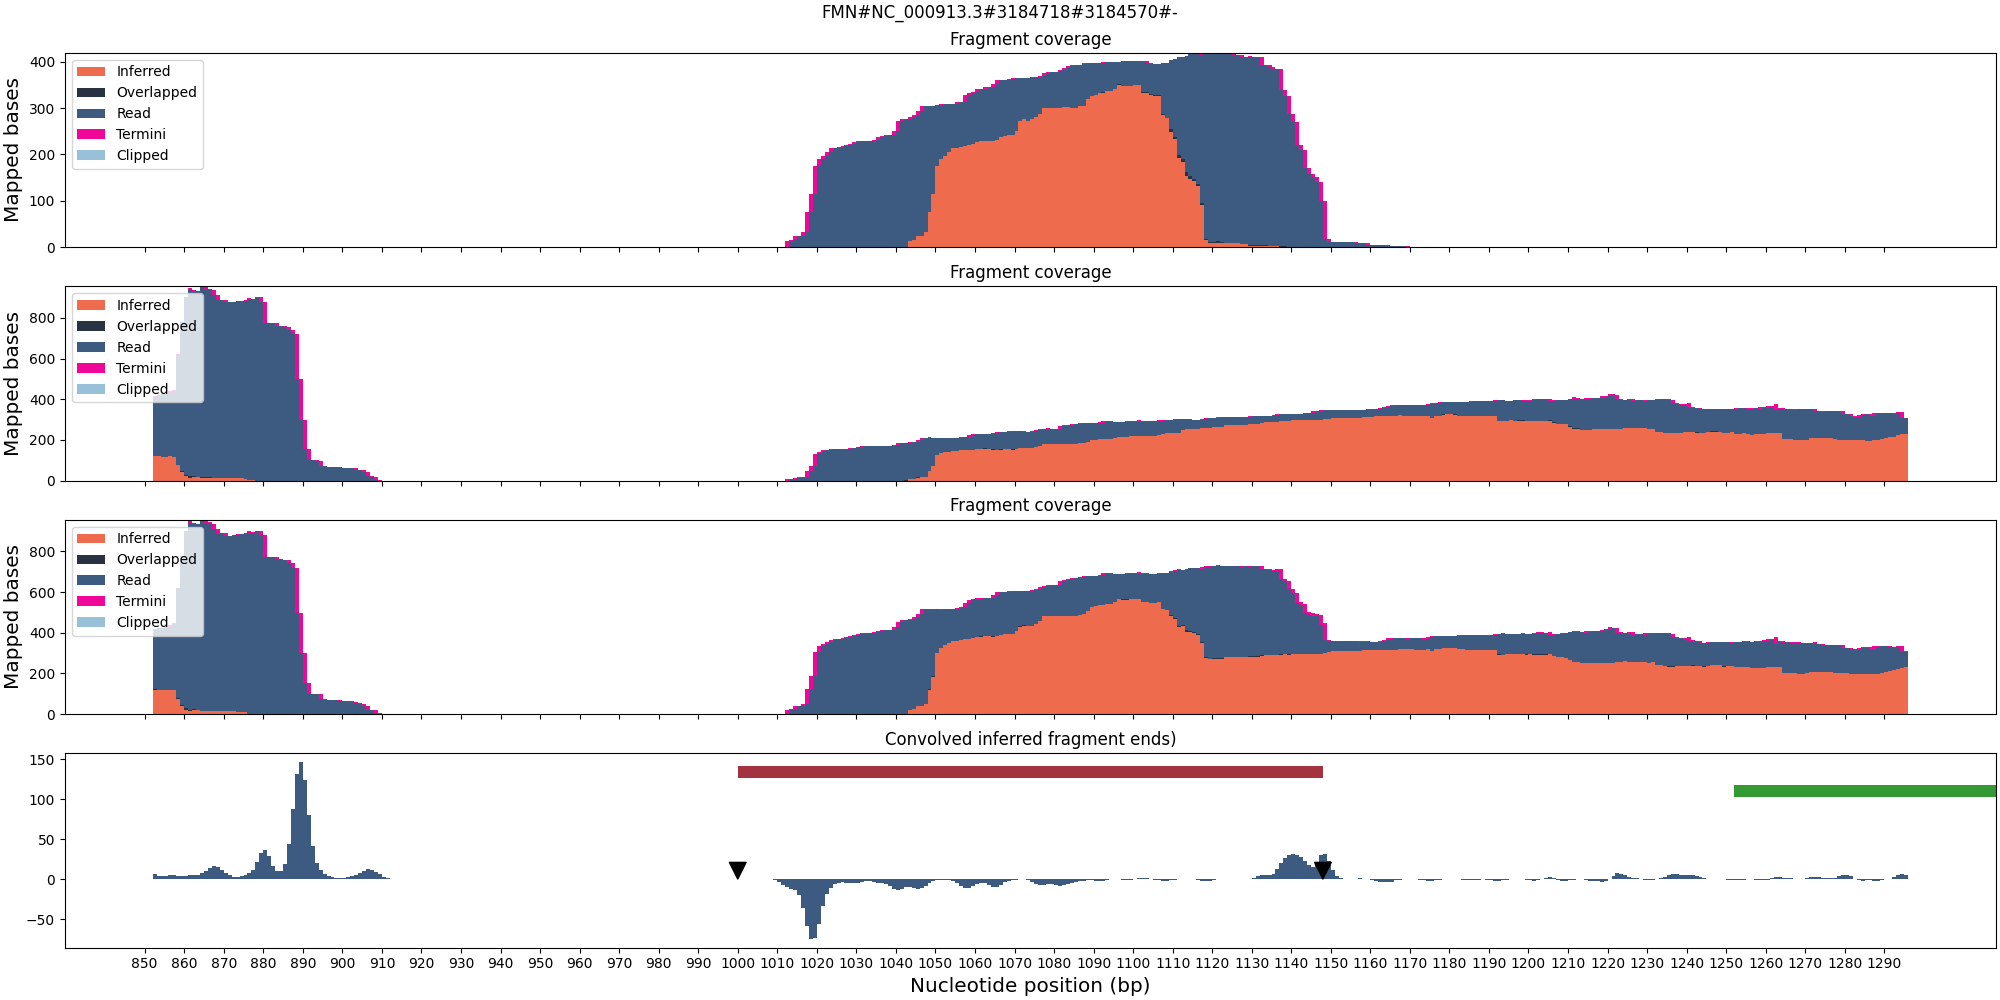 FMN#NC_000913.3#3184718#3184570#-
Fragment coverage
Mapped bases
400
300
200
100
0
Inferred
Overlapped
Read
Termini
Clipped
Fragment coverage
Mapped bases
800
600
400
200
0
Inferred
Overlapped
Read
Termini
Clipped
Fragment coverage
Mapped bases
800
600
400
200
0
Inferred
Overlapped
Read
Termini
Clipped
Convolved inferred fragment ends)
150
100
50
0
−50
850 860 870 880 890 900 910 920 930 940 950 960 970 980 990 1000 1010 1020 1030 1040 1050 1060 1070 1080 1090 1100 1110 1120 1130 1140 1150 1160 1170 1180 1190 1200 1210 1220 1230 1240 1250 1260 1270 1280 1290
Nucleotide position (bp)